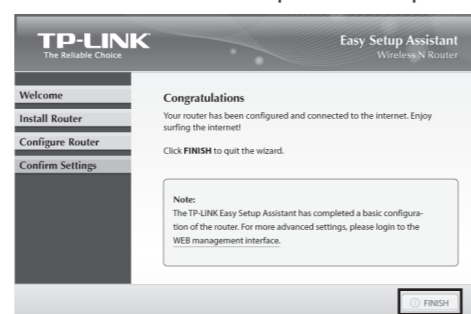 TP-LINK
The Reliable Choice
Easy Setup Assistant
Wireless N Router
Welcome
Install Router
Configure Router
Confirm Settings
Congratulations
Your router has been configured and connected to the internet. Enjoy
surfing the internet!
Click FINISH to quit the wizard.
Note:
The TP-LINK Easy Setup Assistant has completed a basic configura-
tion of the router. For more advanced settings, please login to the
WEB management interface.
FINISH